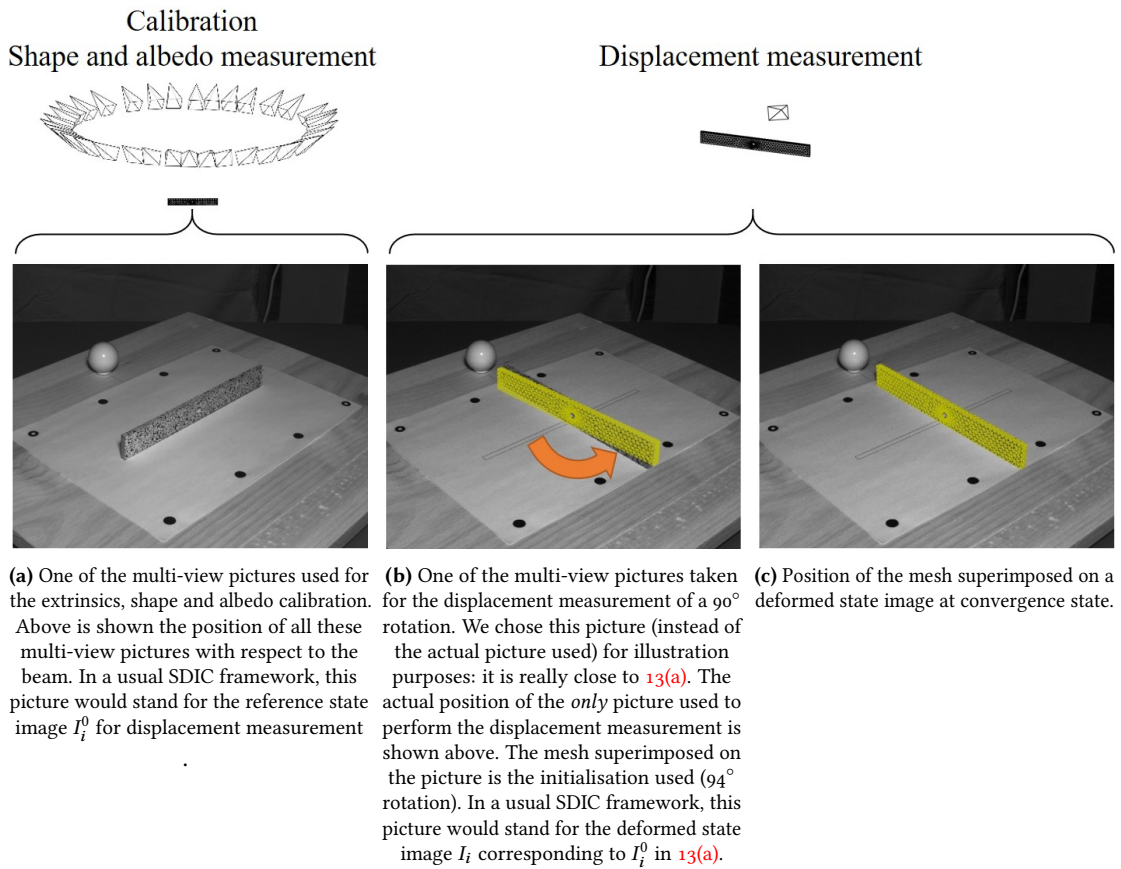 Calibration
Shape and albedo measurement
Displacement measurement
(a) One of the multi-view pictures used for
the extrinsics, shape and albedo calibration.
Above is shown the position of all these
multi-view pictures with respect to the
beam. In a usual SDIC framework, this
picture would stand for the reference state
image I_i^0 for displacement measurement
.
(b) One of the multi-view pictures taken
for the displacement measurement of a 90°
rotation. We chose this picture (instead of
the actual picture used) for illustration
purposes: it is really close to 13(a). The
actual position of the only picture used to
perform the displacement measurement is
shown above. The mesh superimposed on
the picture is the initialisation used (94°
rotation). In a usual SDIC framework, this
picture would stand for the deformed state
image I_i corresponding to I_i^0 in 13(a).
(c) Position of the mesh superimposed on a
deformed state image at convergence state.